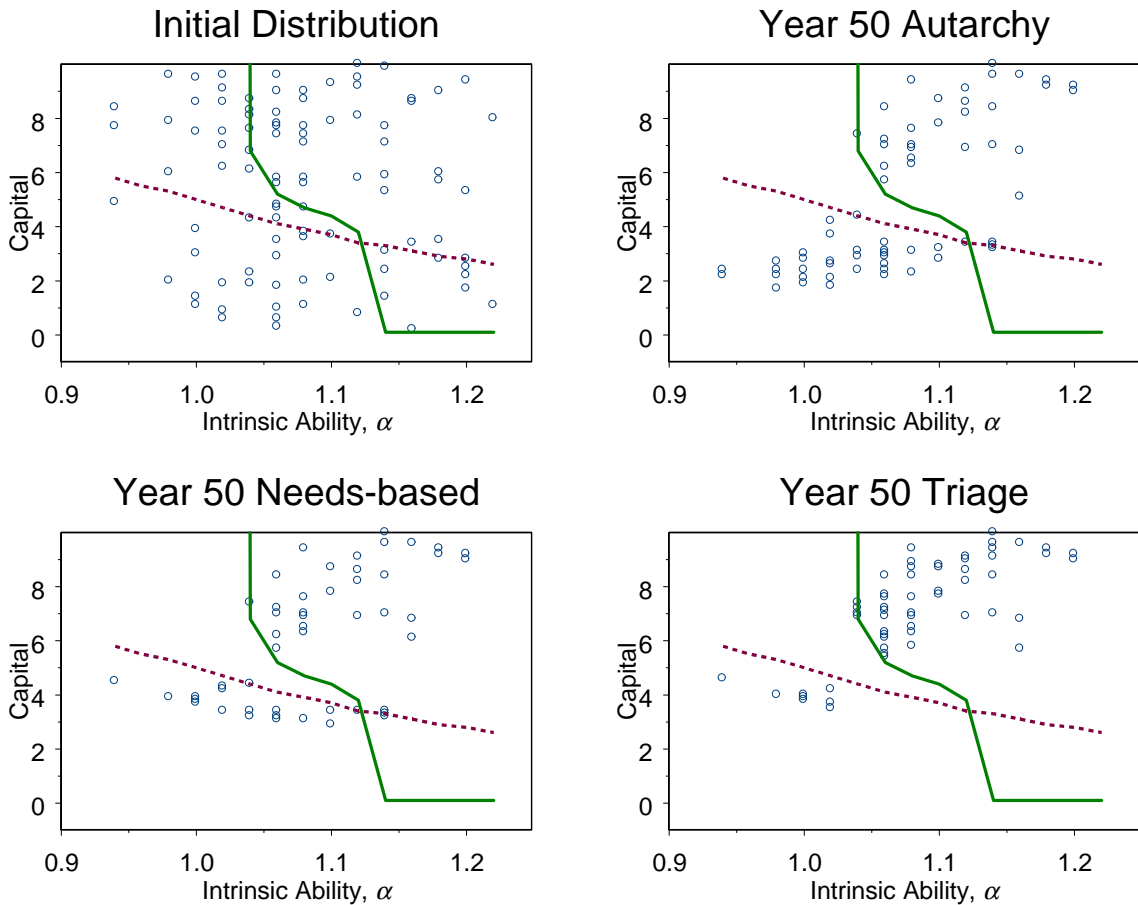 Initial Distribution
Capital
8
6
4
2
0
0.9 1.0 1.1 1.2
Intrinsic Ability, α
Year 50 Autarchy
Capital
8
6
4
2
0
0.9 1.0 1.1 1.2
Intrinsic Ability, α
Year 50 Needs-based
Capital
8
6
4
2
0
0.9 1.0 1.1 1.2
Intrinsic Ability, α
Year 50 Triage
Capital
8
6
4
2
0
0.9 1.0 1.1 1.2
Intrinsic Ability, α